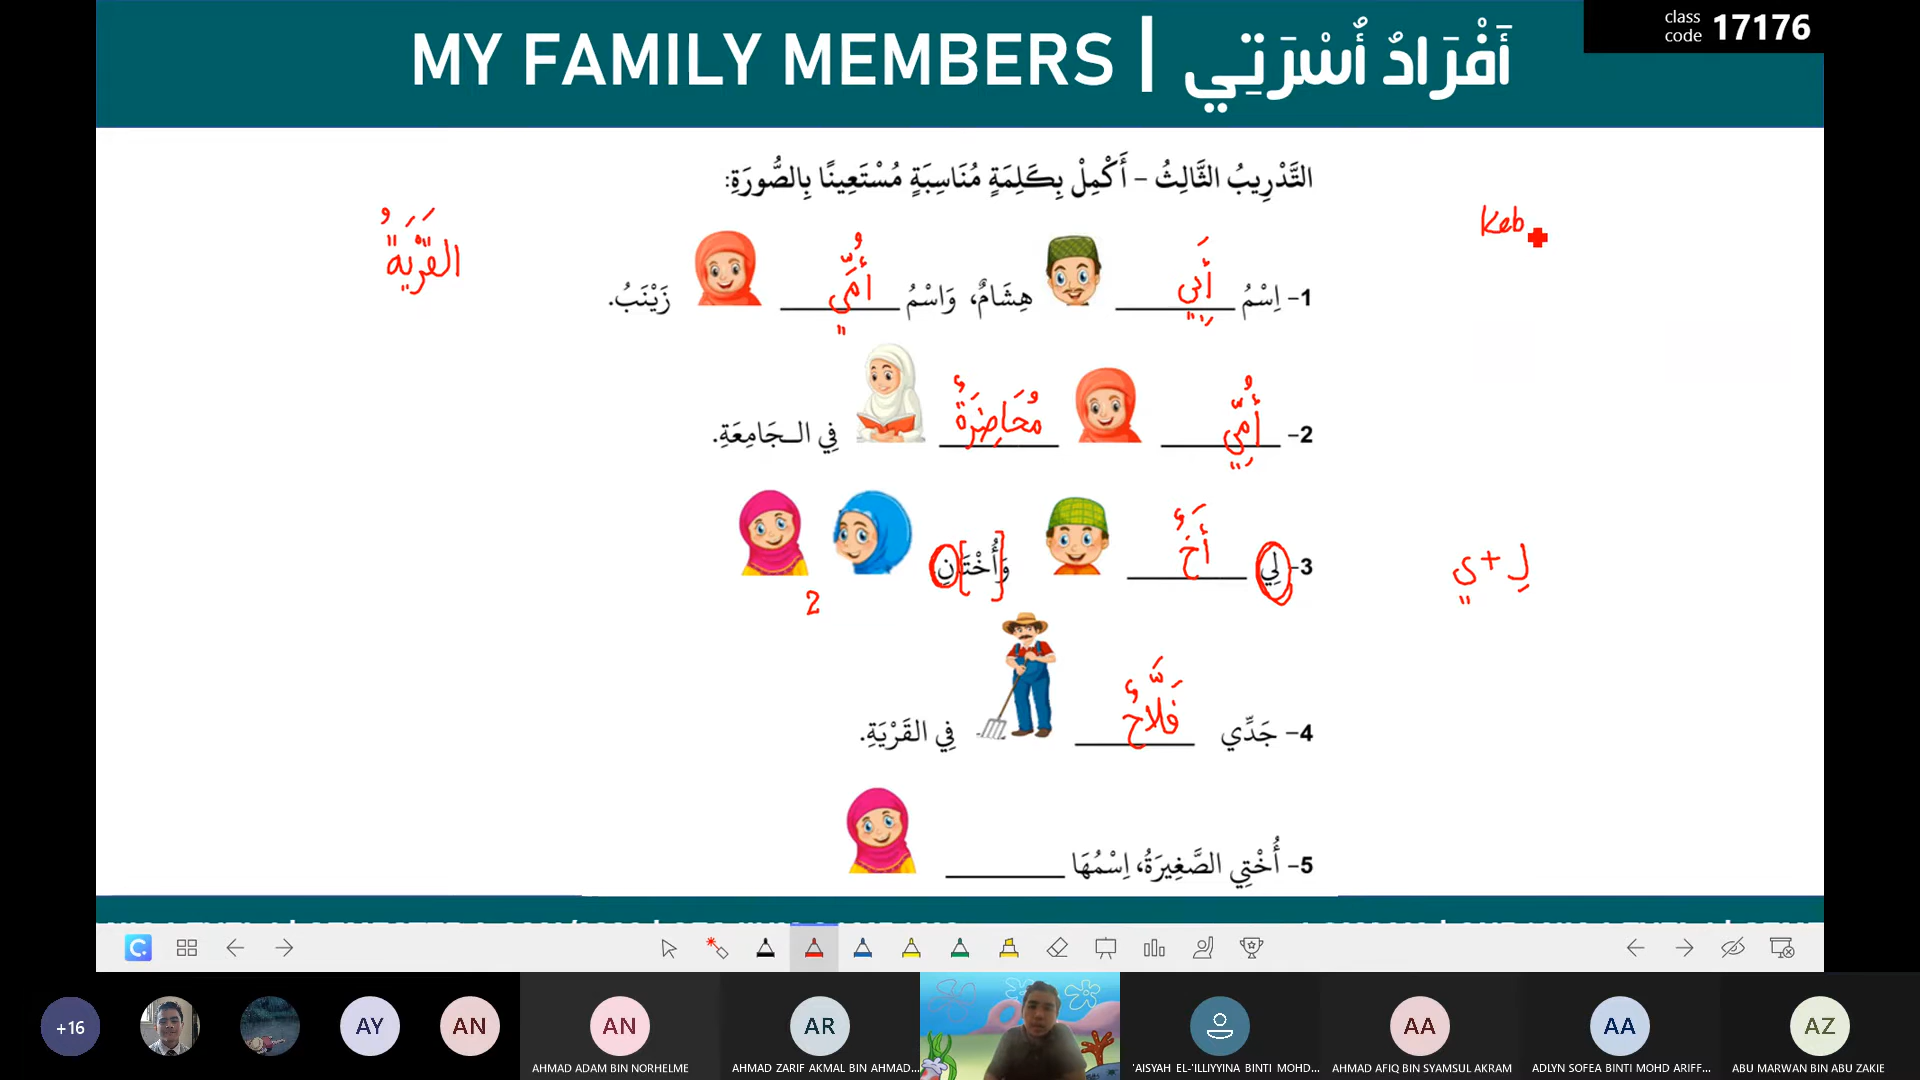 class code 17176
MY FAMILY MEMBERS | أَفْرَادُ أُسْرَتِي
التَّدْرِيبُ الثَّالِثُ – أَكْمِلْ بِكَلِمَةٍ مُنَاسِبَةٍ مُسْتَعِينًا بِالصُّورَةِ:
القَرْيَةُ
Keb
1- اِسْمُ أَبِي هِشَامٌ، وَاسْمُ أُمِّي زَيْنَبُ.
2- أُمِّي مُحَاضِرَةٌ فِي الـجَامِعَةِ.
3- لِي أَخٌ وَأُخْتَانِ
2
لِ + ي
4- جَدِّي فَلَّاحٌ فِي القَرْيَةِ.
5- أُخْتِي الصَّغِيرَةُ، اِسْمُهَا
+16
AY
AN
AN
AR
AA
AA
AZ
AHMAD ADAM BIN NORHELME
AHMAD ZARIF AKMAL BIN AHMAD...
'AISYAH EL-'ILLIYYINA BINTI MOHD...
AHMAD AFIQ BIN SYAMSUL AKRAM
ADLYN SOFEA BINTI MOHD ARIFF...
ABU MARWAN BIN ABU ZAKIE